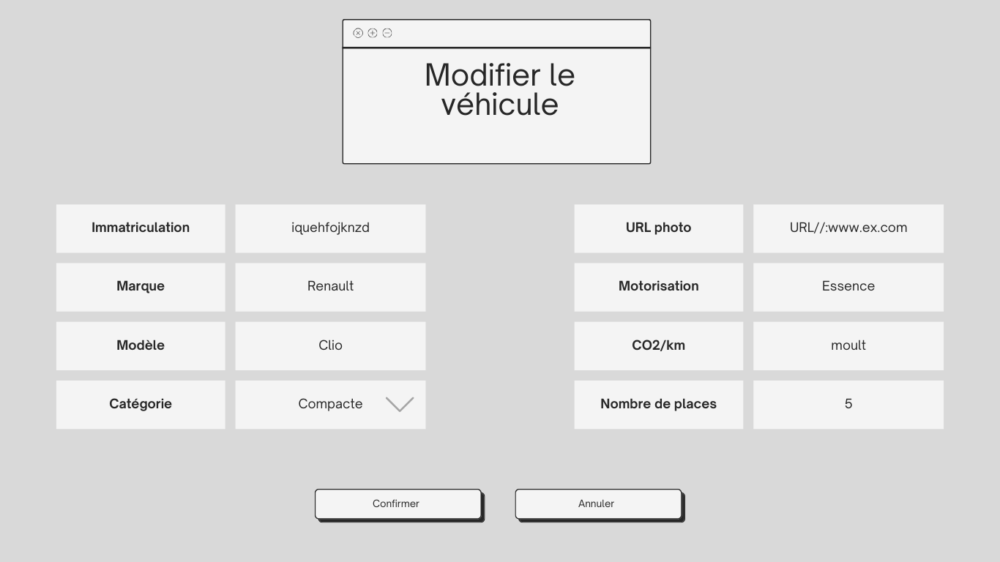 Modifier le
véhicule
Immatriculation
iquehfojknzd
Marque
Renault
Modèle
Clio
Catégorie
Compacte
URL photo
URL//:www.ex.com
Motorisation
Essence
CO2/km
moult
Nombre de places
5
Confirmer
Annuler